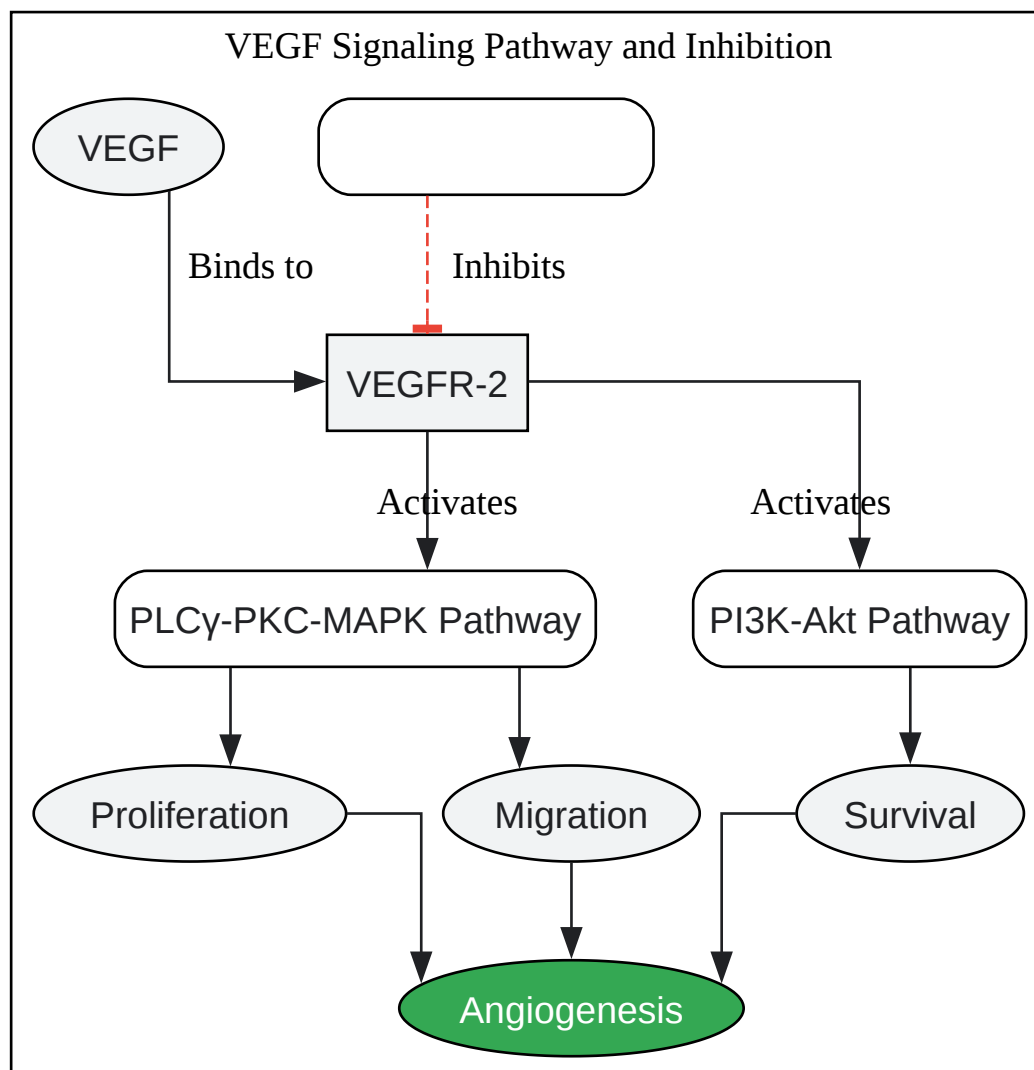 VEGF Signaling Pathway and Inhibition
VEGF
Binds to
Inhibits
VEGFR-2
Activates
Activates
PLCγ-PKC-MAPK Pathway
PI3K-Akt Pathway
Proliferation
Migration
Survival
Angiogenesis